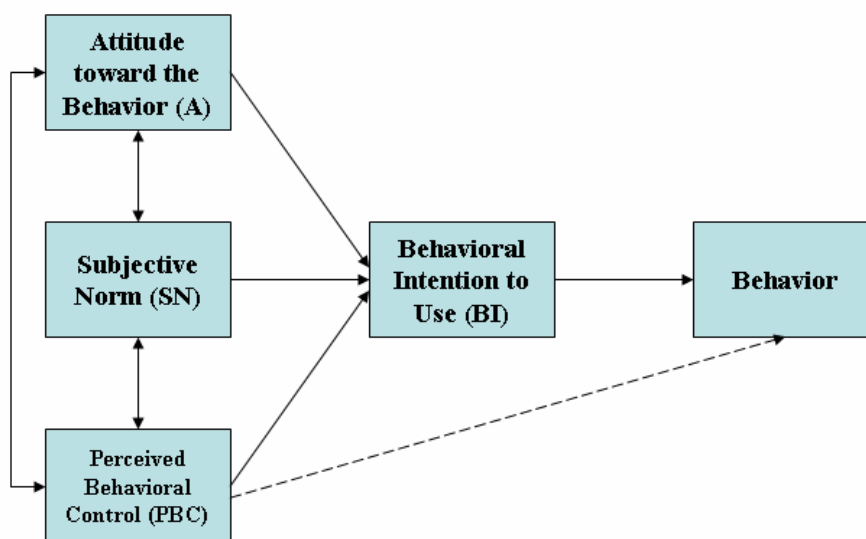 Attitude
toward the
Behavior (A)
Subjective
Norm (SN)
Perceived
Behavioral
Control (PBC)
Behavioral
Intention to
Use (BI)
Behavior